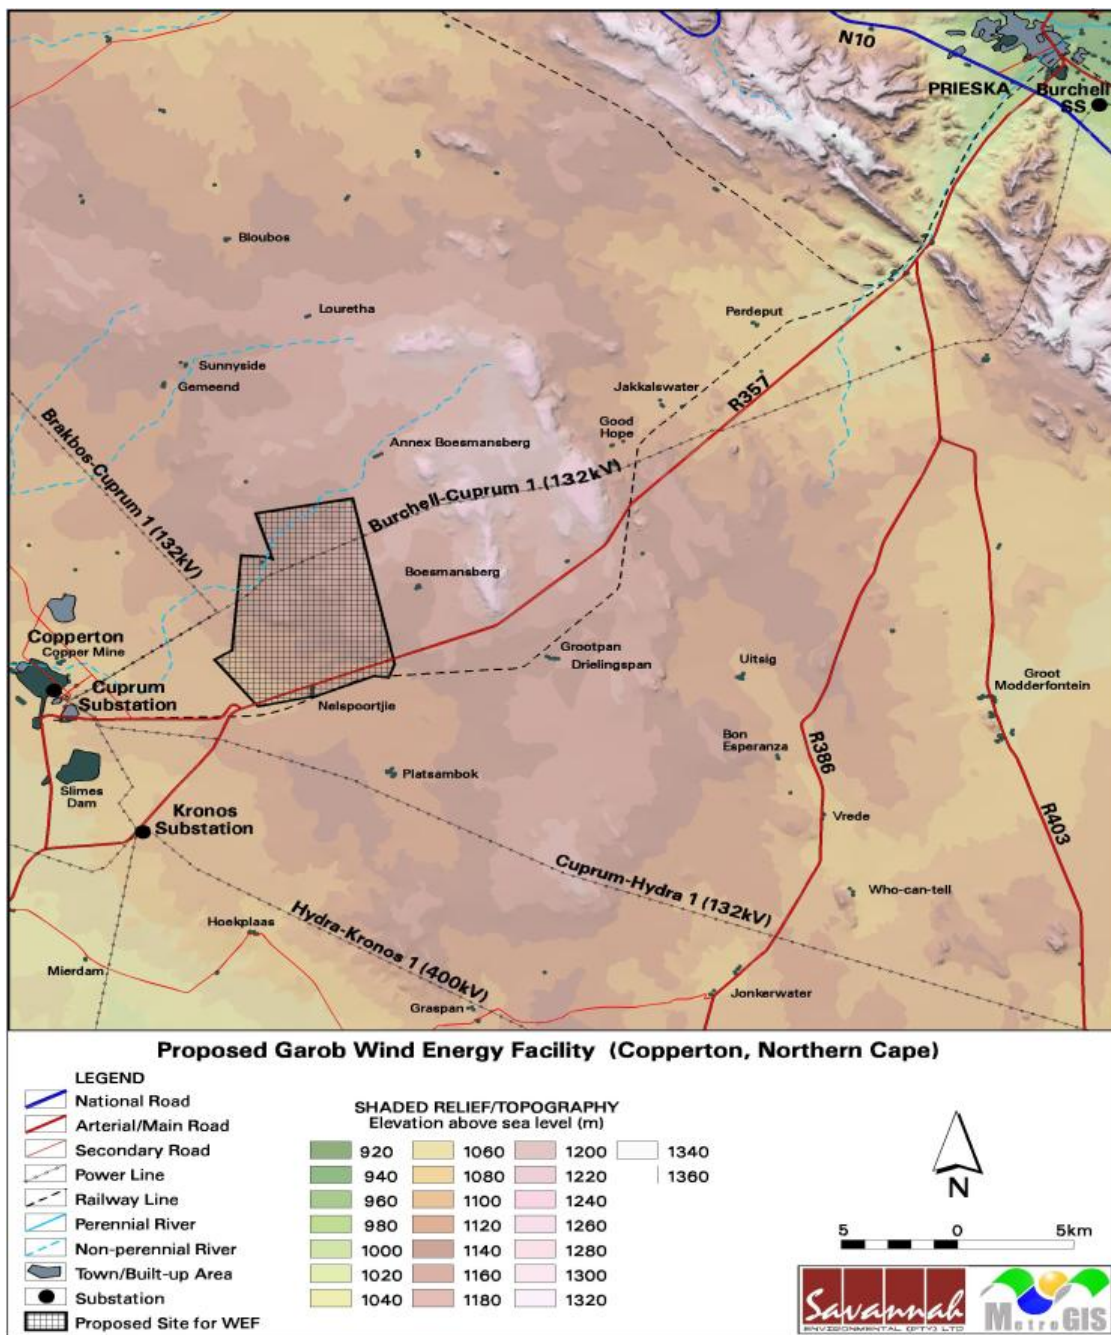 N10
PRIESKA
Burchell
SS
Bloubos
Louretha
Perdeput
Sunnyside
Gemeend
Jakkalswater
R357
Good
Hope
Brakbos-Cuprum 1 (132kV)
Annex Boesmansberg
Burchell-Cuprum 1 (132kV)
Boesmansberg
Copperton
Copper Mine
Grootpan
Drielingspan
Uitsig
Groot
Modderfontein
Cuprum
Substation
Nelspoortjie
Bon
Esperanza
R386
Platsambok
Slimes
Dam
Kronos
Substation
Vrede
R403
Cuprum-Hydra 1 (132kV)
Who-can-tell
Hoekplaas
Hydra-Kronos 1 (400kV)
Mierdam
Graspan
Jonkerwater
Proposed Garob Wind Energy Facility (Copperton, Northern Cape)
LEGEND
National Road
Arterial/Main Road
Secondary Road
Power Line
Railway Line
Perennial River
Non-perennial River
Town/Built-up Area
Substation
Proposed Site for WEF
SHADED RELIEF/TOPOGRAPHY
Elevation above sea level (m)
920 1060 1200 1340
940 1080 1220 1360
960 1100 1240
980 1120 1260
1000 1140 1280
1020 1160 1300
1040 1180 1320
N
5 0 5km
Savannah
ENVIRONMENTAL (PTY) LTD
MetroGIS